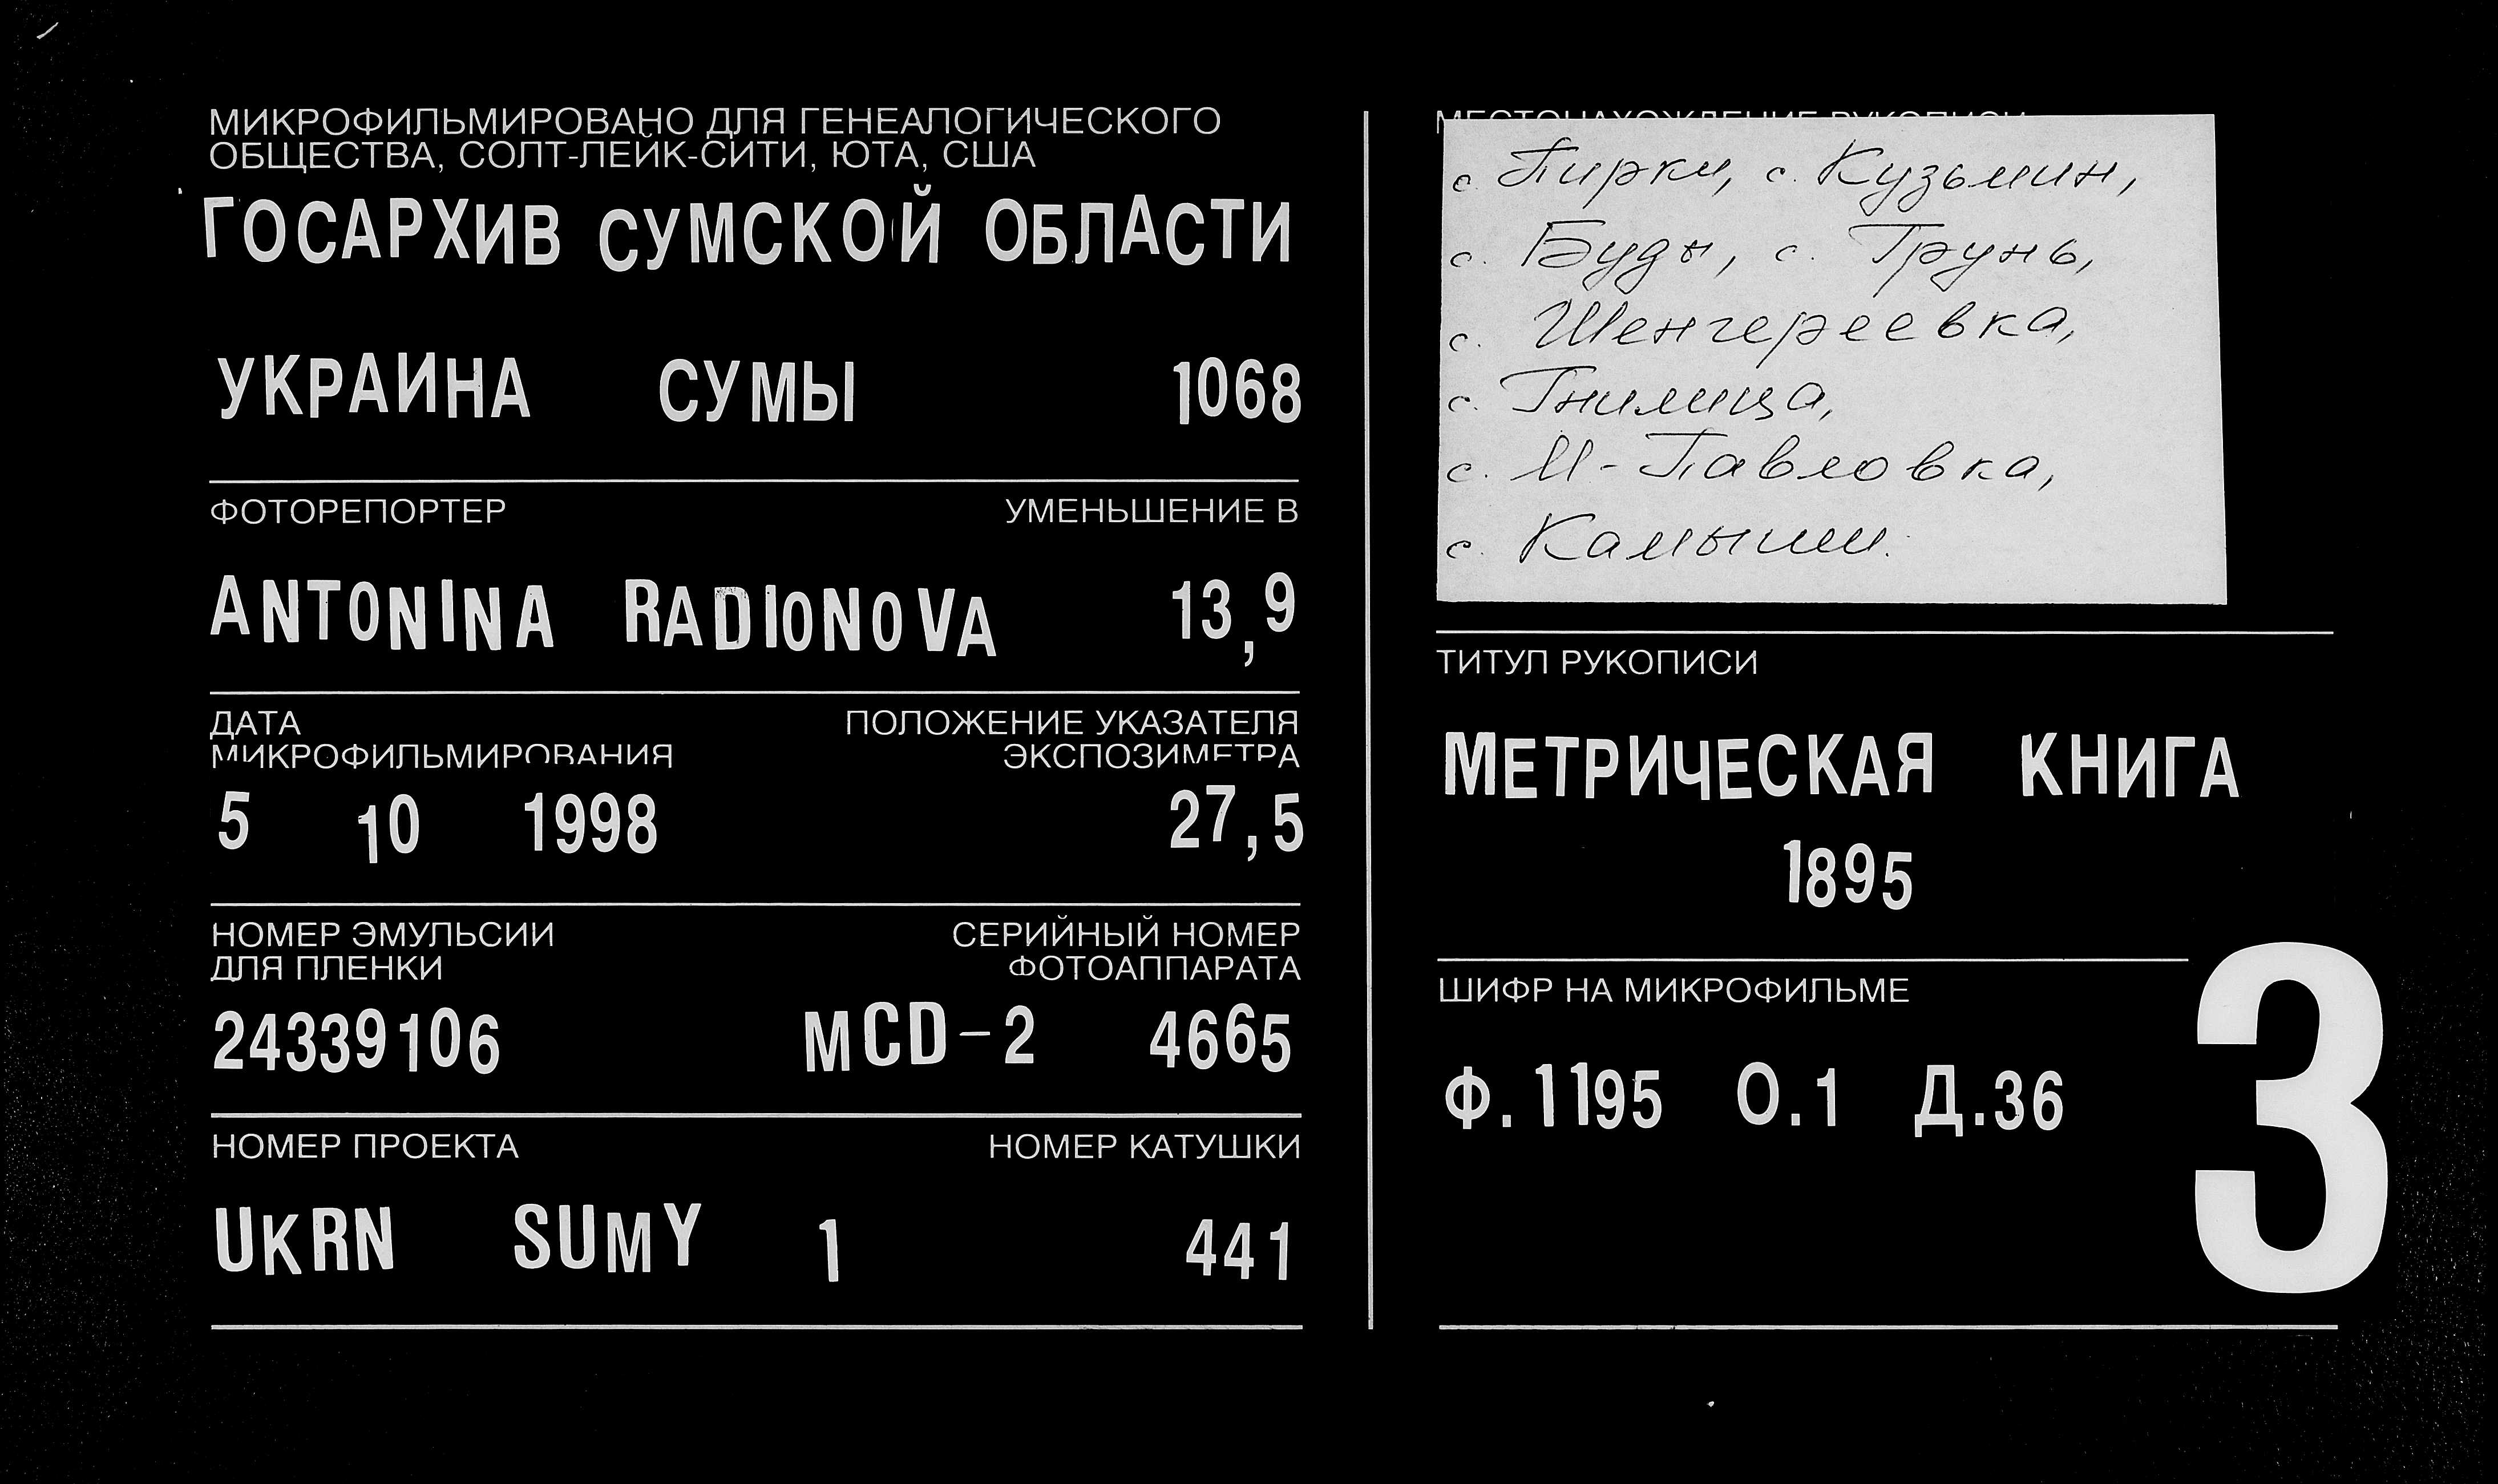 МИКРОФИЛЬМИРОВАНО ДЛЯ ГЕНЕАЛОГИЧЕСКОГО
ОБЩЕСТВА, СОЛТ-ЛЕЙК-СИТИ, ЮТА, США
ГОСАРХИВ СУМСКОЙ ОБЛАСТИ
УКРАИНА СУМЫ 1068
ФОТОРЕПОРТЕР УМЕНЬШЕНИЕ В
ANTONINA RADIONOVA 13,9
ДАТА ПОЛОЖЕНИЕ УКАЗАТЕЛЯ
МИКРОФИЛЬМИРОВАНИЯ ЭКСПОЗИМЕТРА
5 10 1998 27,5
НОМЕР ЭМУЛЬСИИ СЕРИЙНЫЙ НОМЕР
ДЛЯ ПЛЕНКИ ФОТОАППАРАТА
24339106 MCD-2 4665
НОМЕР ПРОЕКТА НОМЕР КАТУШКИ
UKRN SUMY 1 441
МЕСТОНАХОЖДЕНИЕ РУКОПИСИ
с. Пирки, с. Кузьмин,
с. Буды, с. Грунь,
с. Шенгереевка,
с. Гнилица,
с. М-Павловка,
с. Камыши.
ТИТУЛ РУКОПИСИ
МЕТРИЧЕСКАЯ КНИГА
1895
ШИФР НА МИКРОФИЛЬМЕ
Ф.1195 О.1 Д.36
3